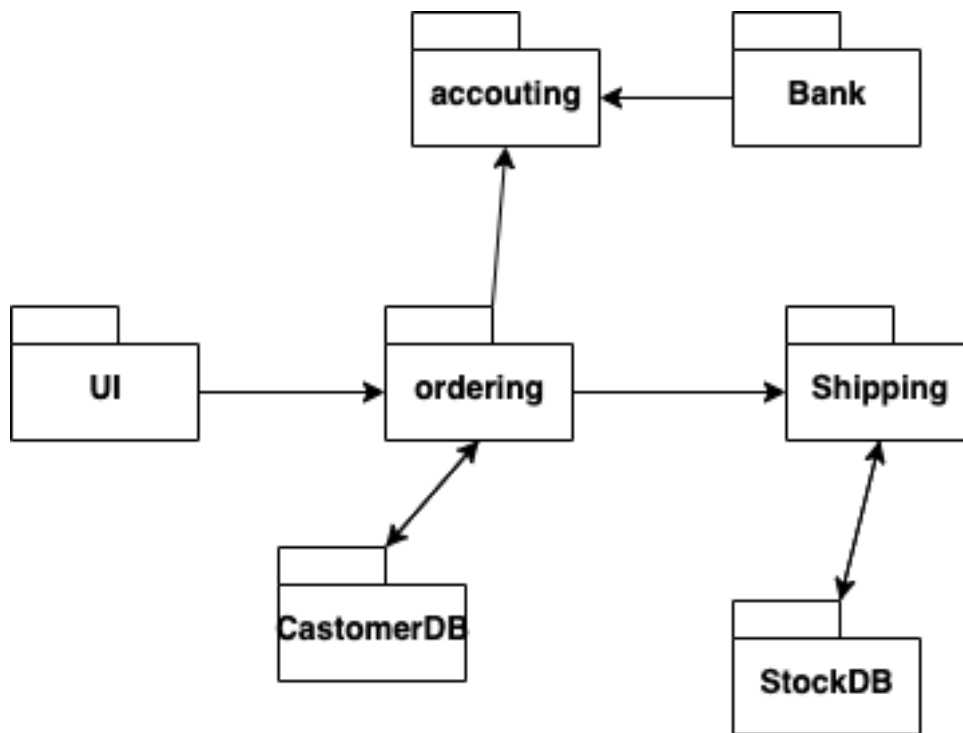 accouting
Bank
UI
ordering
Shipping
CastomerDB
StockDB